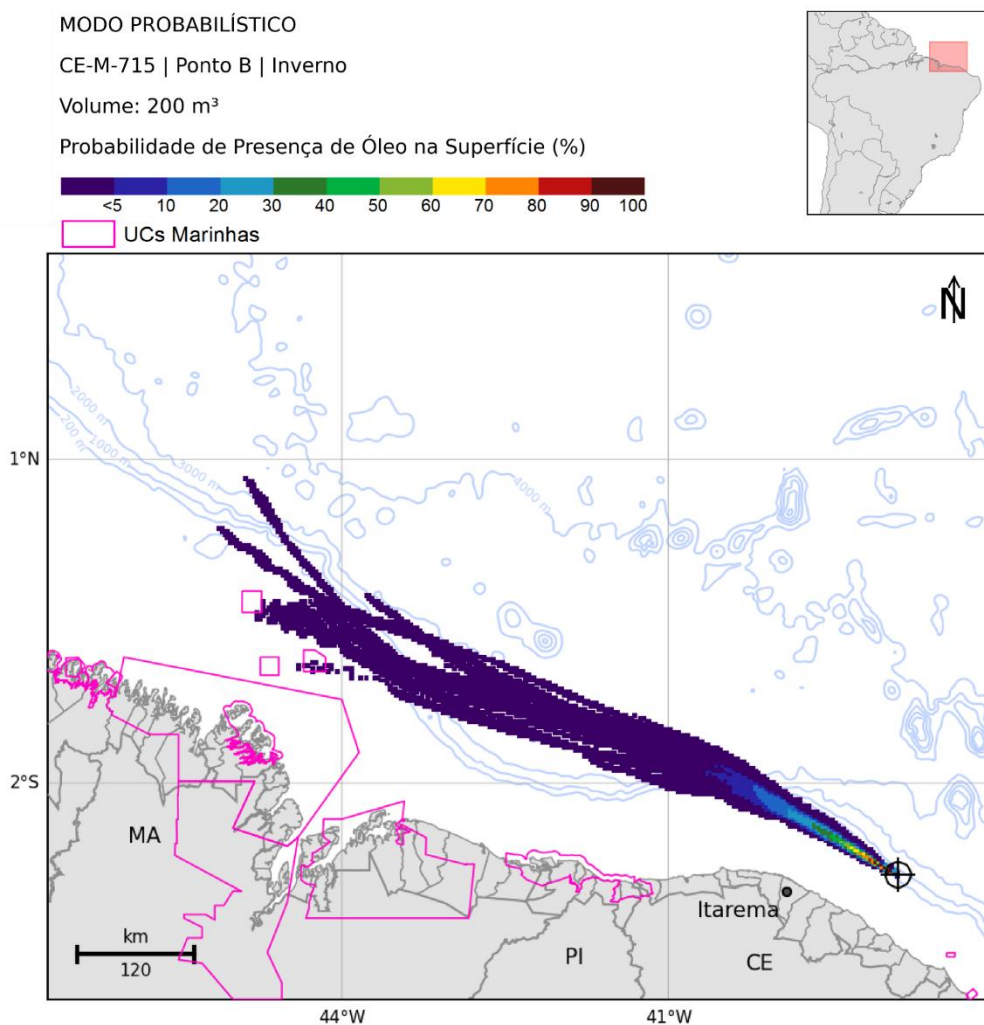 MODO PROBABILÍSTICO
CE-M-715 | Ponto B | Inverno
Volume: 200 m³
Probabilidade de Presença de Óleo na Superfície (%)
<5 10 20 30 40 50 60 70 80 90 100
UCs Marinhas
N
2000 m
200 m
1000 m
3000 m
4000 m
1°N
2°S
MA
Itarema
km
120
PI
CE
44°W
41°W